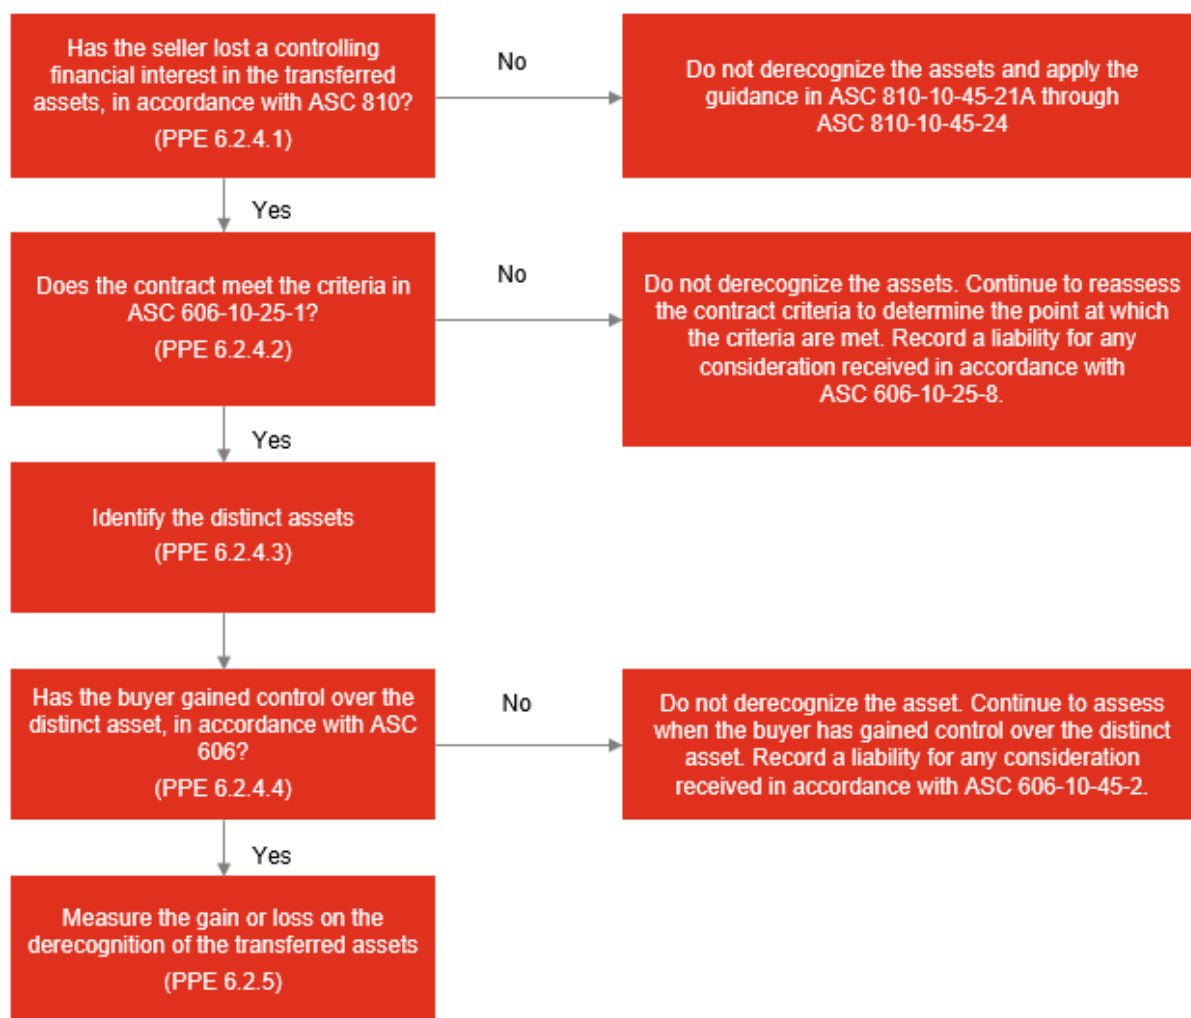 Has the seller lost a controlling
financial interest in the transferred
assets, in accordance with ASC 810?
(PPE 6.2.4.1)
No
Do not derecognize the assets and apply the
guidance in ASC 810-10-45-21A through
ASC 810-10-45-24
Yes
Does the contract meet the criteria in
ASC 606-10-25-1?
(PPE 6.2.4.2)
No
Do not derecognize the assets. Continue to reassess
the contract criteria to determine the point at which
the criteria are met. Record a liability for any
consideration received in accordance with
ASC 606-10-25-8.
Yes
Identify the distinct assets
(PPE 6.2.4.3)
Has the buyer gained control over the
distinct asset, in accordance with ASC
606?
(PPE 6.2.4.4)
No
Do not derecognize the asset. Continue to assess
when the buyer has gained control over the distinct
asset. Record a liability for any consideration
received in accordance with ASC 606-10-45-2.
Yes
Measure the gain or loss on the
derecognition of the transferred assets
(PPE 6.2.5)